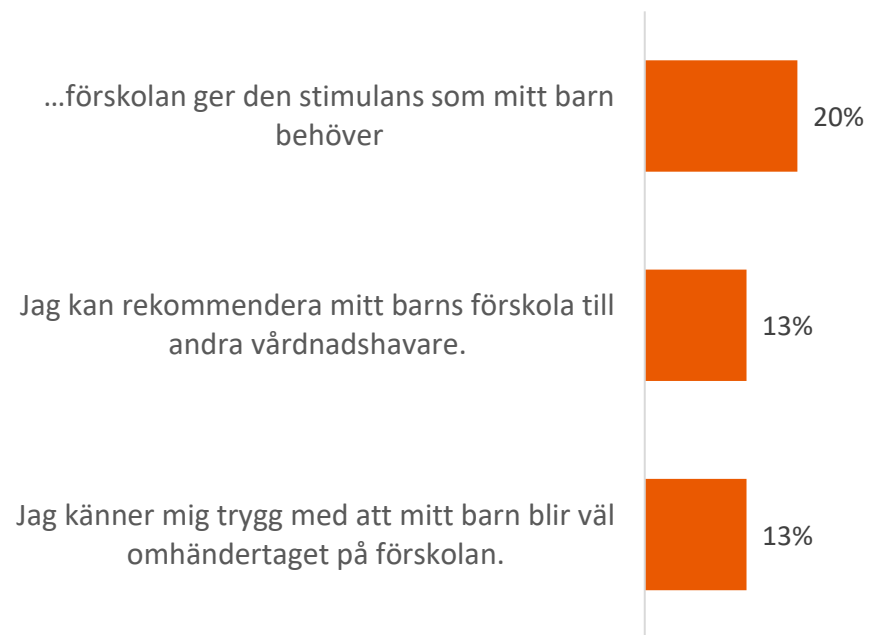 …förskolan ger den stimulans som mitt barn
behöver
20%
Jag kan rekommendera mitt barns förskola till
andra vårdnadshavare.
13%
Jag känner mig trygg med att mitt barn blir väl
omhändertaget på förskolan.
13%